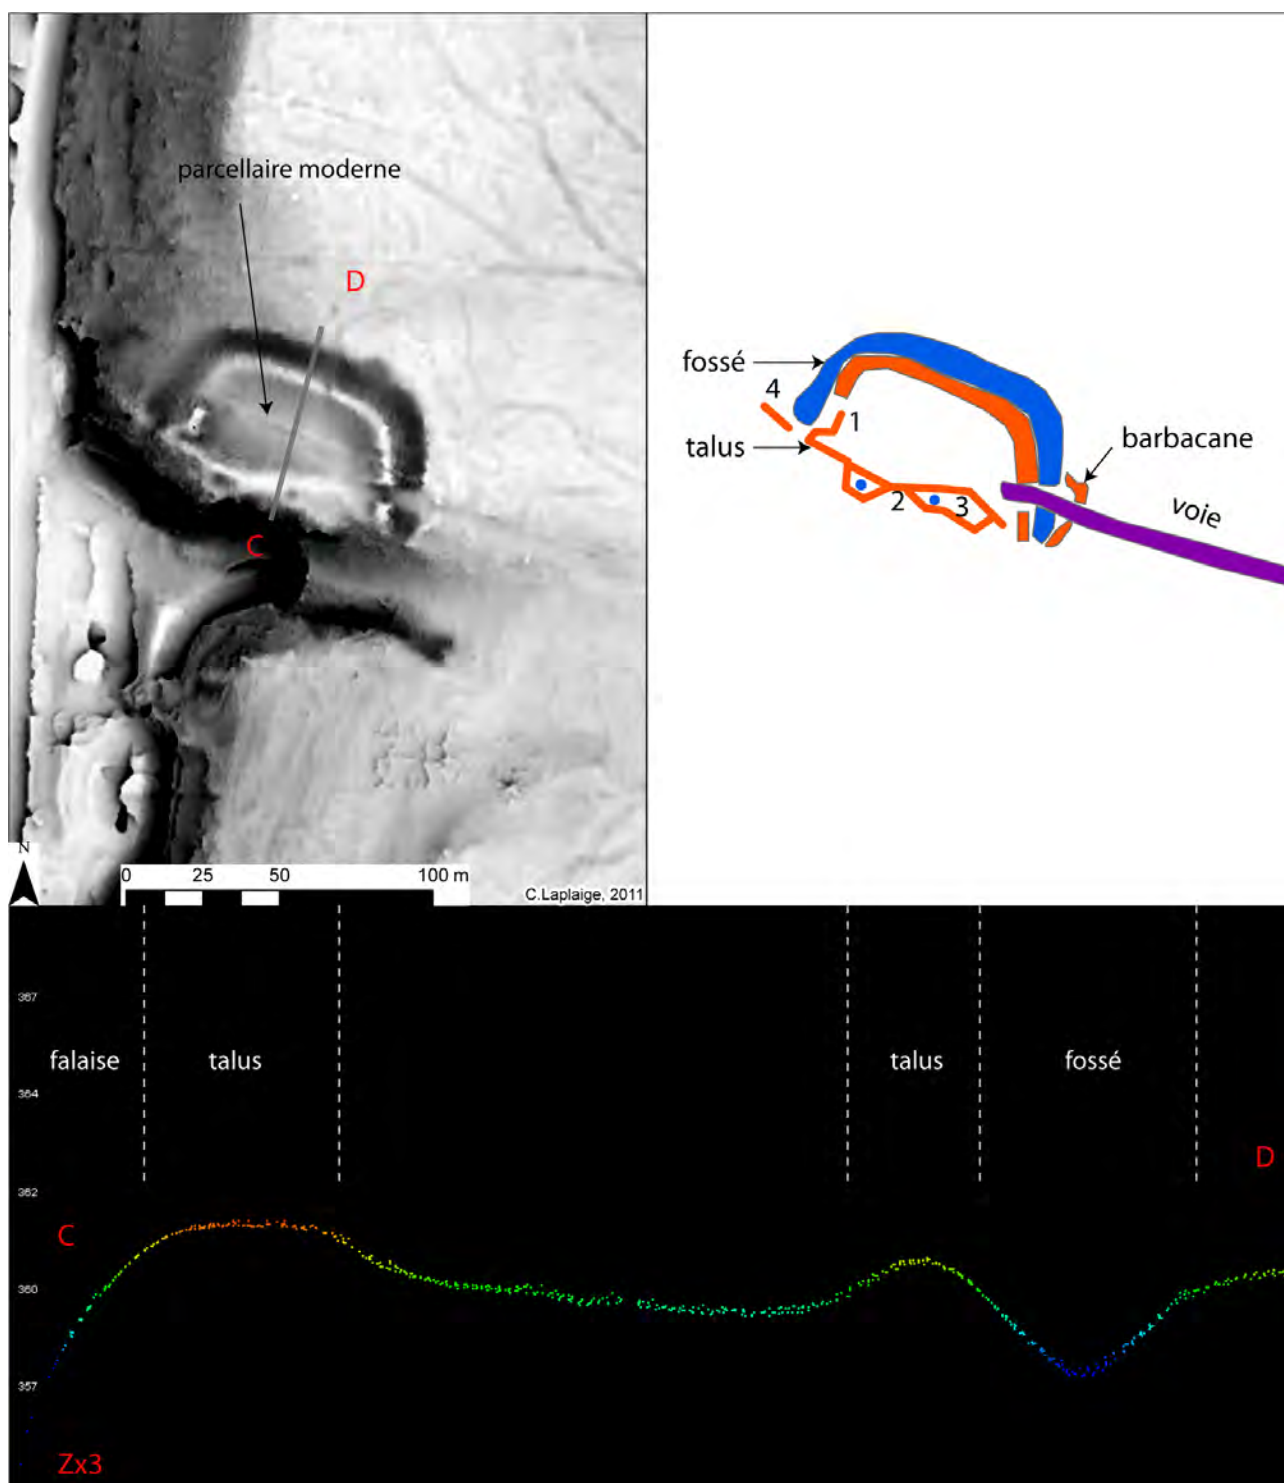 parcellaire moderne
D
C
N
0 25 50 100 m
C.Laplaige, 2011
fossé
4
1
talus
2
3
barbacane
voie
367
falaise
talus
talus
fossé
364
D
362
C
360
357
Zx3